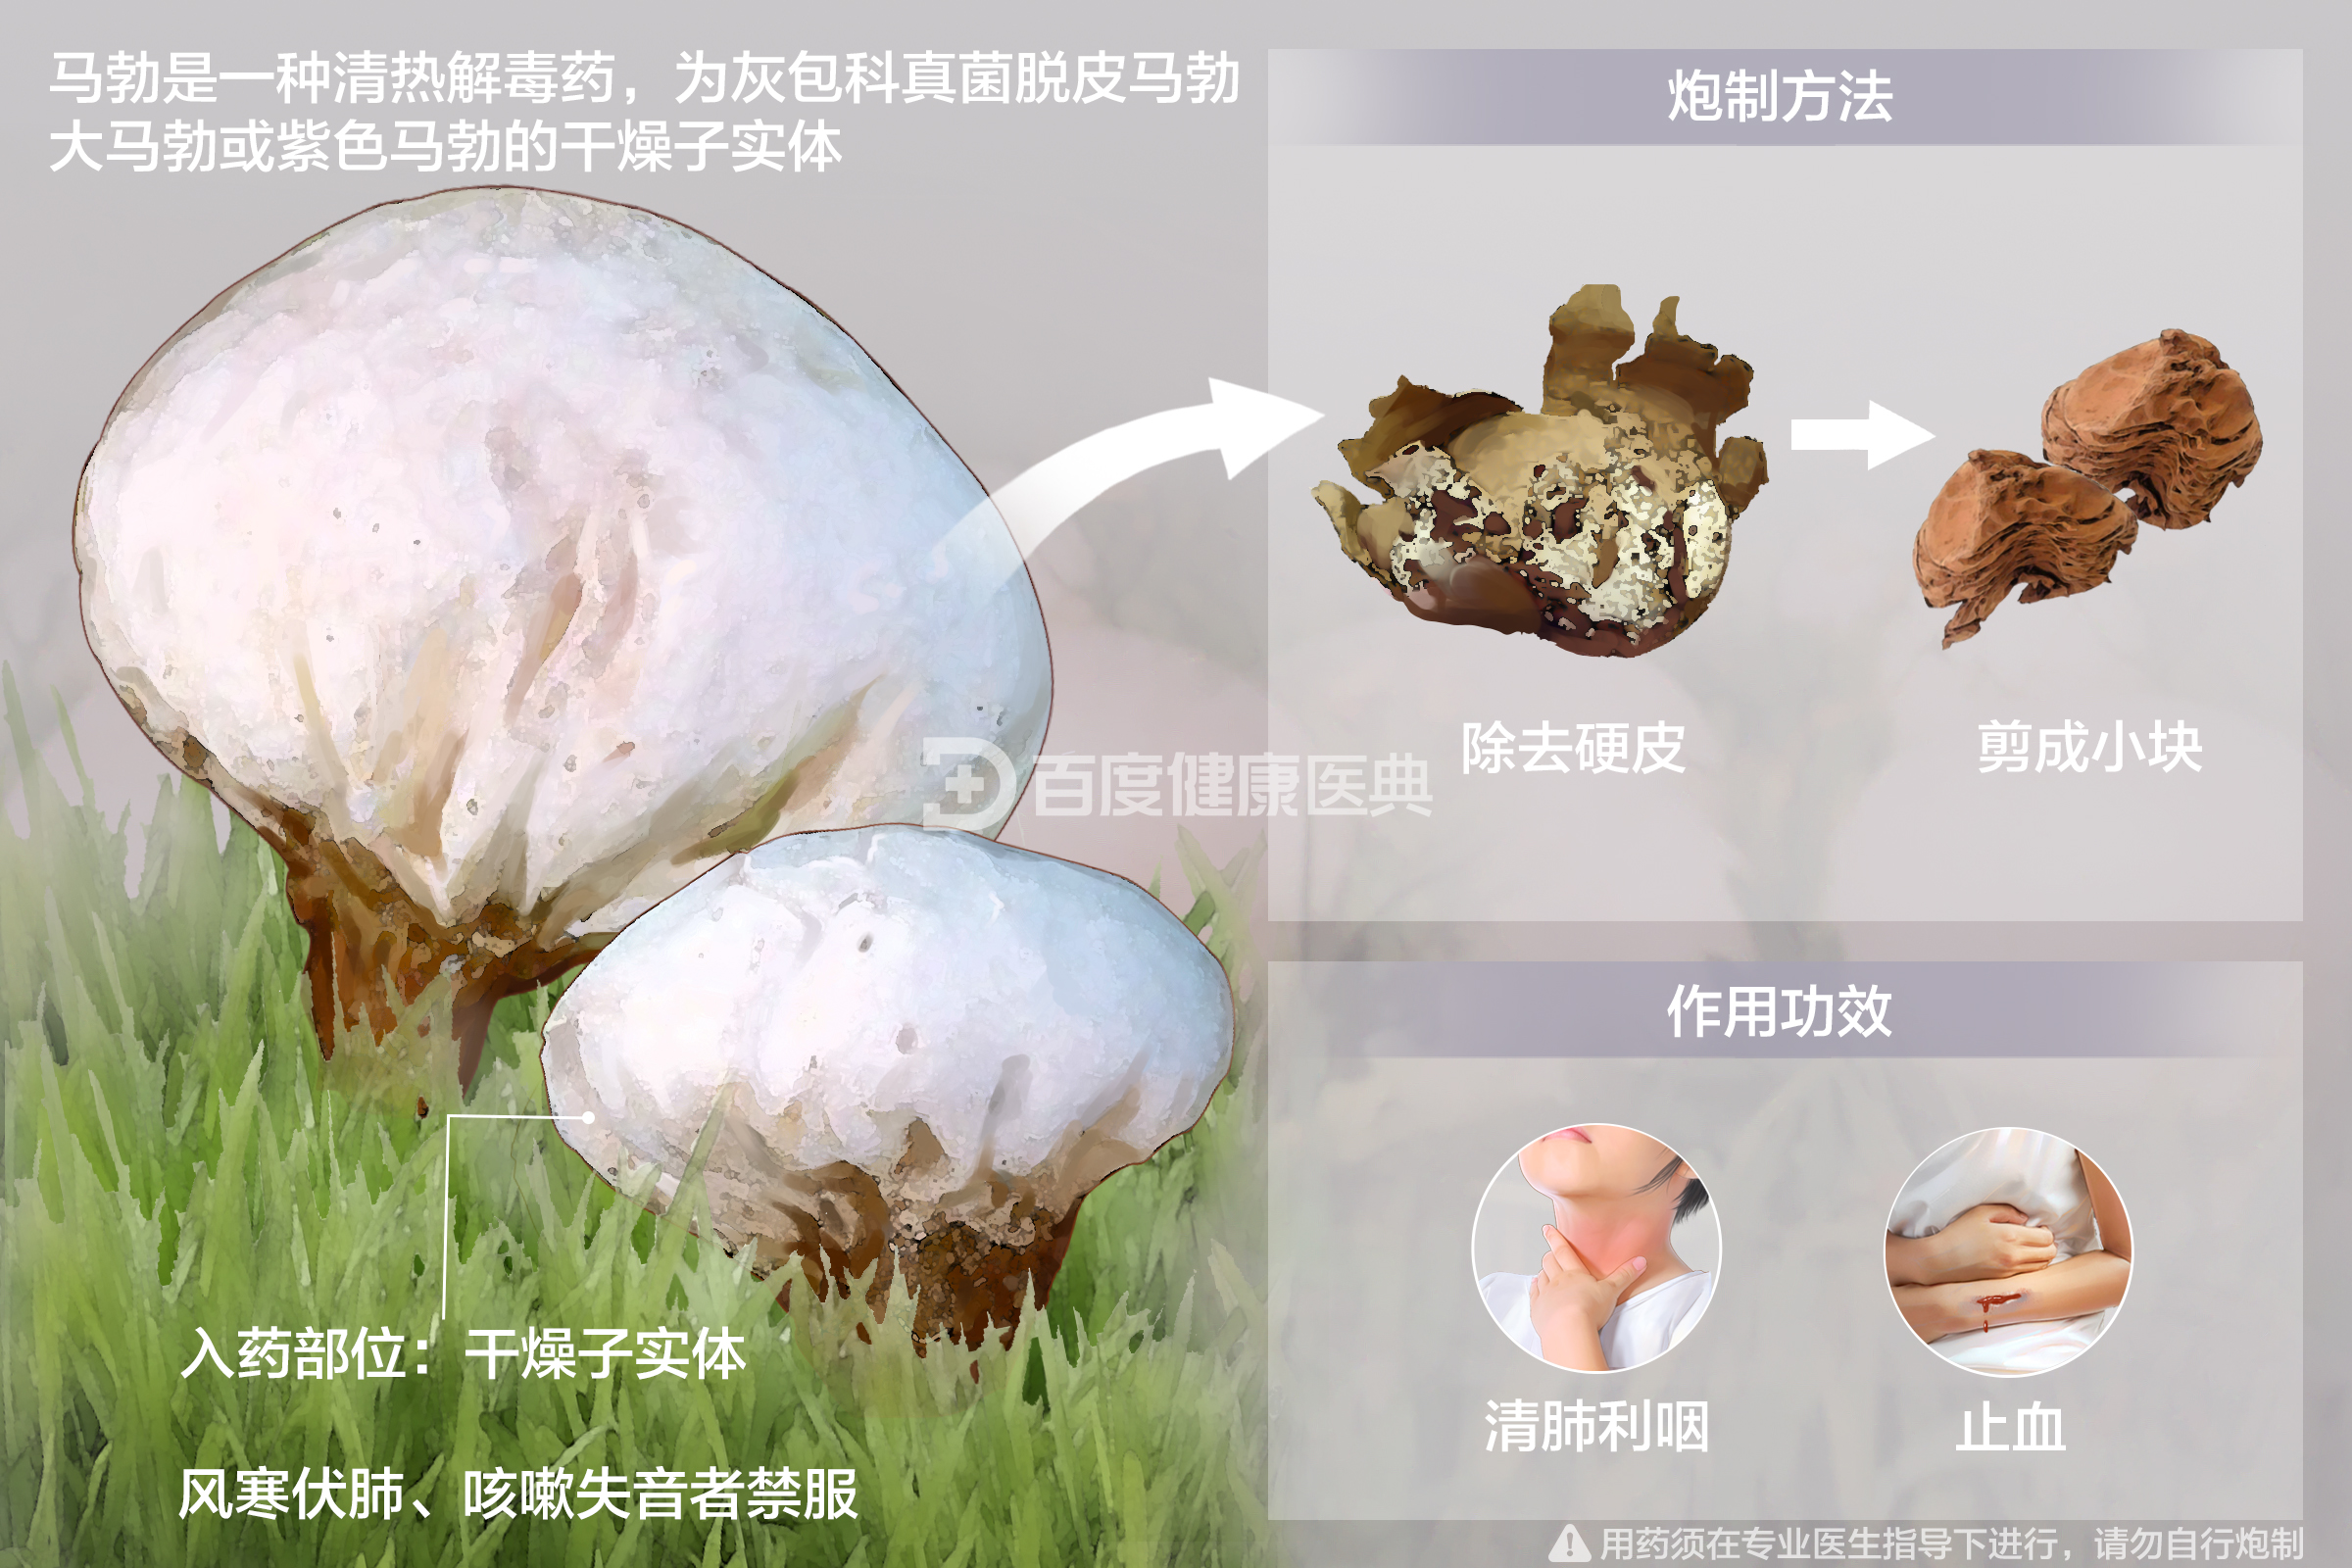 马勃是一种清热解毒药，为灰包科真菌脱皮马勃
大马勃或紫色马勃的干燥子实体
炮制方法
除去硬皮
剪成小块
百度健康医典
作用功效
清肺利咽
止血
入药部位：干燥子实体
风寒伏肺、咳嗽失音者禁服
用药须在专业医生指导下进行，请勿自行炮制